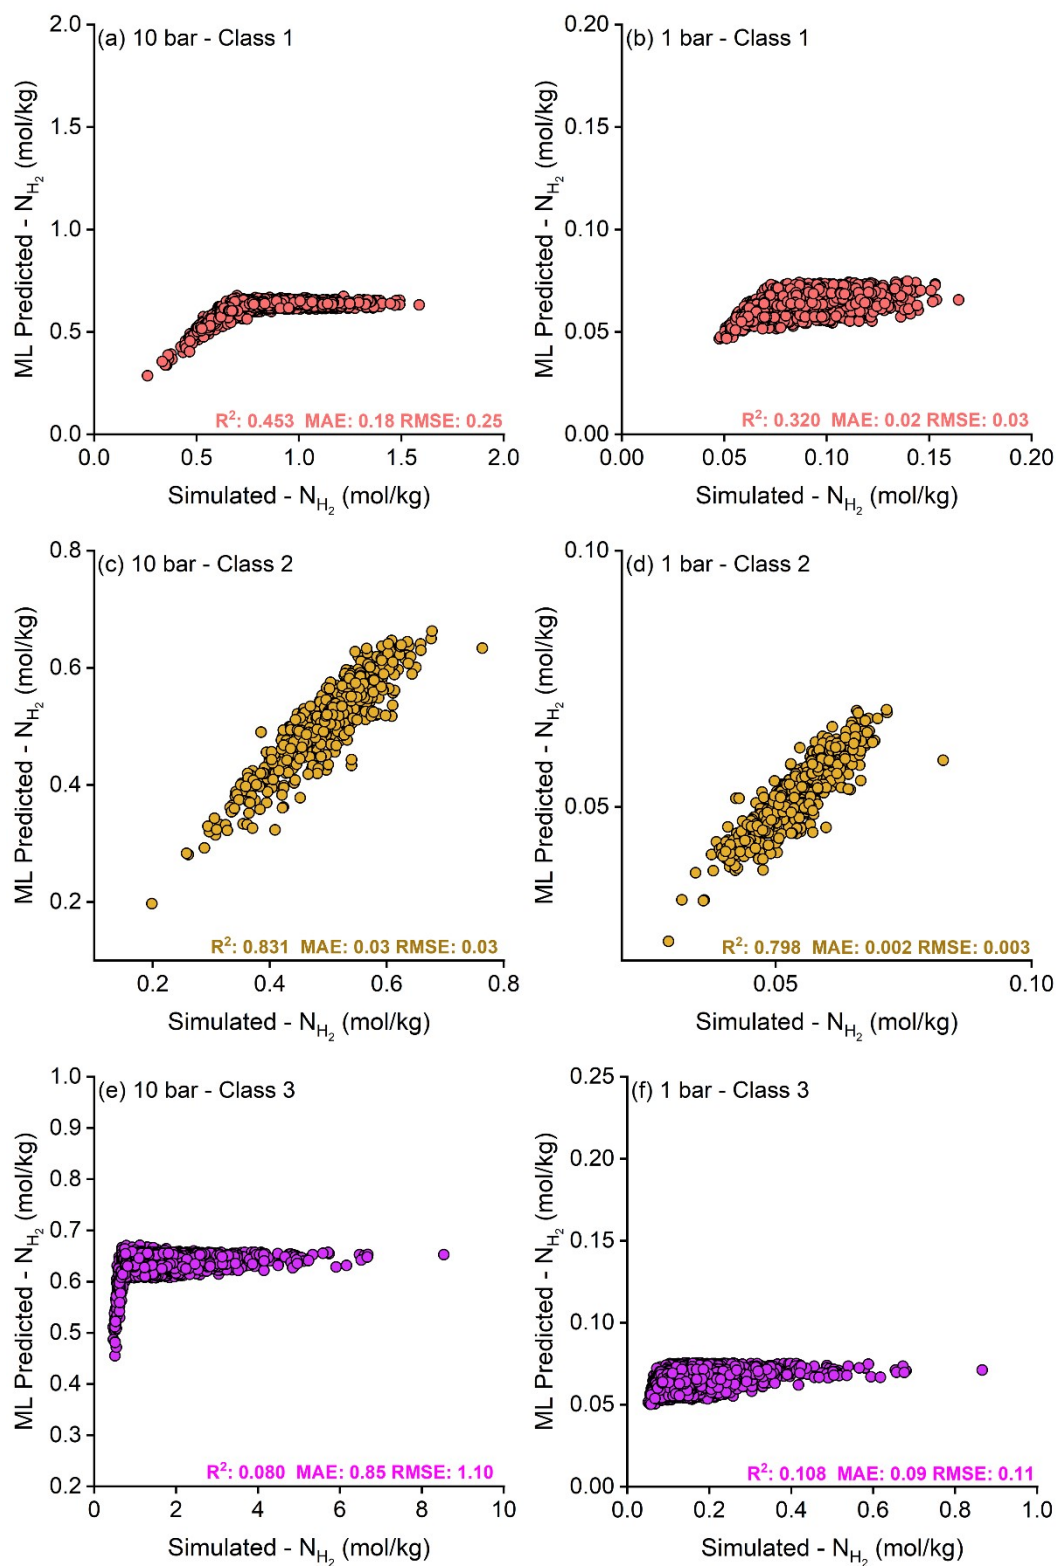 (a) 10 bar - Class 1
ML Predicted - N_H₂ (mol/kg)
2.0
1.5
1.0
0.5
0.0
R²: 0.453 MAE: 0.18 RMSE: 0.25
0.0 0.5 1.0 1.5 2.0
Simulated - N_H₂ (mol/kg)
(b) 1 bar - Class 1
ML Predicted - N_H₂ (mol/kg)
0.20
0.15
0.10
0.05
0.00
R²: 0.320 MAE: 0.02 RMSE: 0.03
0.00 0.05 0.10 0.15 0.20
Simulated - N_H₂ (mol/kg)
(c) 10 bar - Class 2
ML Predicted - N_H₂ (mol/kg)
0.8
0.6
0.4
0.2
R²: 0.831 MAE: 0.03 RMSE: 0.03
0.2 0.4 0.6 0.8
Simulated - N_H₂ (mol/kg)
(d) 1 bar - Class 2
ML Predicted - N_H₂ (mol/kg)
0.10
0.05
R²: 0.798 MAE: 0.002 RMSE: 0.003
0.05 0.10
Simulated - N_H₂ (mol/kg)
(e) 10 bar - Class 3
ML Predicted - N_H₂ (mol/kg)
1.0
0.9
0.8
0.7
0.6
0.5
0.4
0.3
0.2
R²: 0.080 MAE: 0.85 RMSE: 1.10
0 2 4 6 8 10
Simulated - N_H₂ (mol/kg)
(f) 1 bar - Class 3
ML Predicted - N_H₂ (mol/kg)
0.25
0.20
0.15
0.10
0.05
0.00
R²: 0.108 MAE: 0.09 RMSE: 0.11
0.0 0.2 0.4 0.6 0.8 1.0
Simulated - N_H₂ (mol/kg)